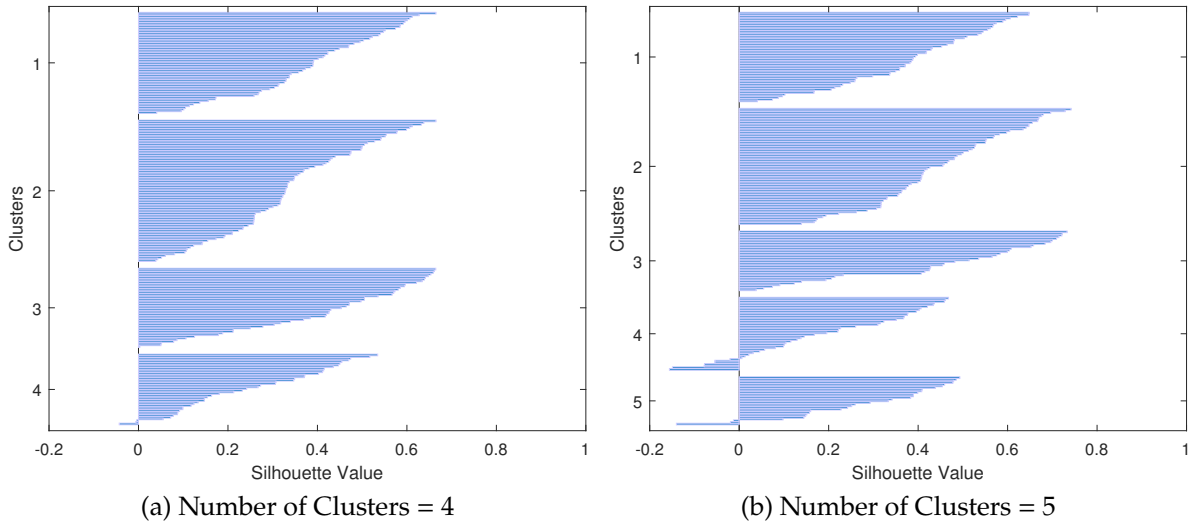 1
2
3
4
Clusters
-0.2 0 0.2 0.4 0.6 0.8 1
Silhouette Value
(a) Number of Clusters = 4
1
2
3
4
5
Clusters
-0.2 0 0.2 0.4 0.6 0.8 1
Silhouette Value
(b) Number of Clusters = 5